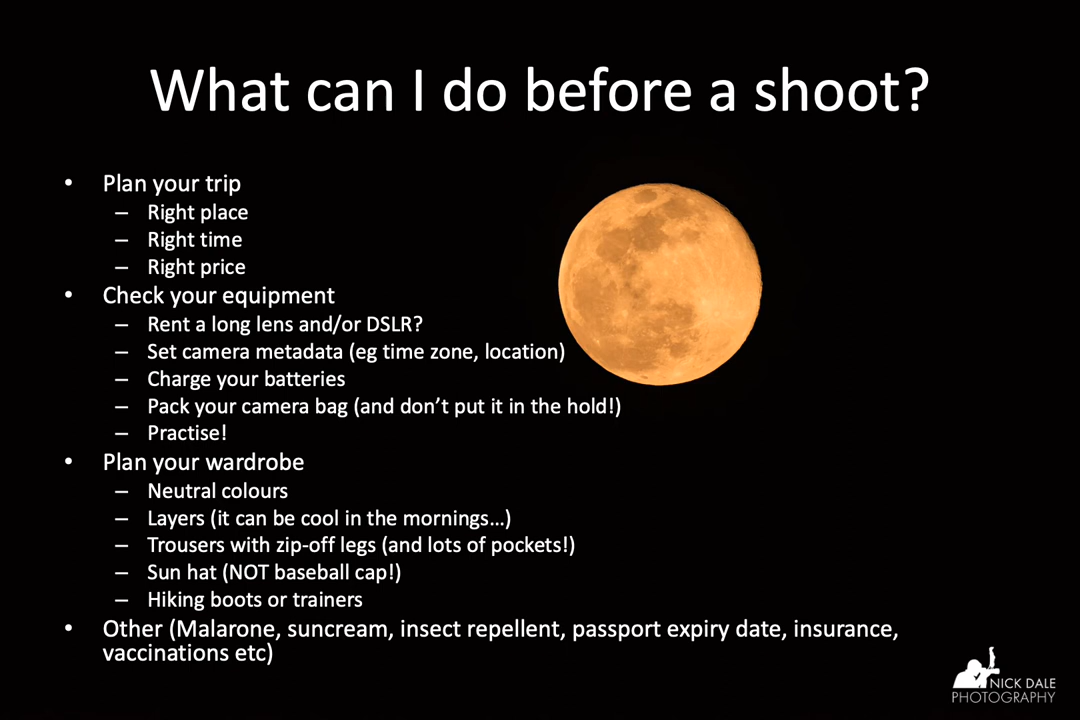 What can I do before a shoot?
• Plan your trip
– Right place
– Right time
– Right price
• Check your equipment
– Rent a long lens and/or DSLR?
– Set camera metadata (eg time zone, location)
– Charge your batteries
– Pack your camera bag (and don’t put it in the hold!)
– Practise!
• Plan your wardrobe
– Neutral colours
– Layers (it can be cool in the mornings…)
– Trousers with zip-off legs (and lots of pockets!)
– Sun hat (NOT baseball cap!)
– Hiking boots or trainers
• Other (Malarone, suncream, insect repellent, passport expiry date, insurance,
vaccinations etc)
NICK DALE
PHOTOGRAPHY